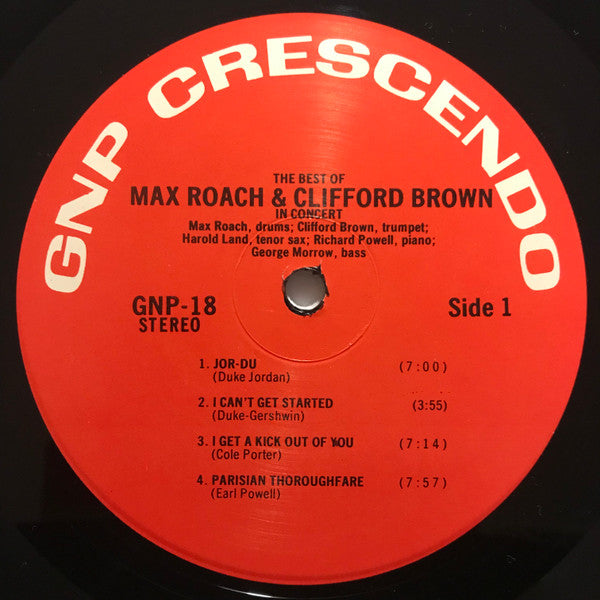 GNP CRESCENDO
THE BEST OF
MAX ROACH & CLIFFORD BROWN
IN CONCERT
Max Roach, drums; Clifford Brown, trumpet;
Harold Land, tenor sax; Richard Powell, piano;
George Morrow, bass
GNP-18 Side 1
STEREO
1. JOR-DU (7:00)
(Duke Jordan)
2. I CAN'T GET STARTED (3:55)
(Duke-Gershwin)
3. I GET A KICK OUT OF YOU (7:14)
(Cole Porter)
4. PARISIAN THOROUGHFARE (7:57)
(Earl Powell)